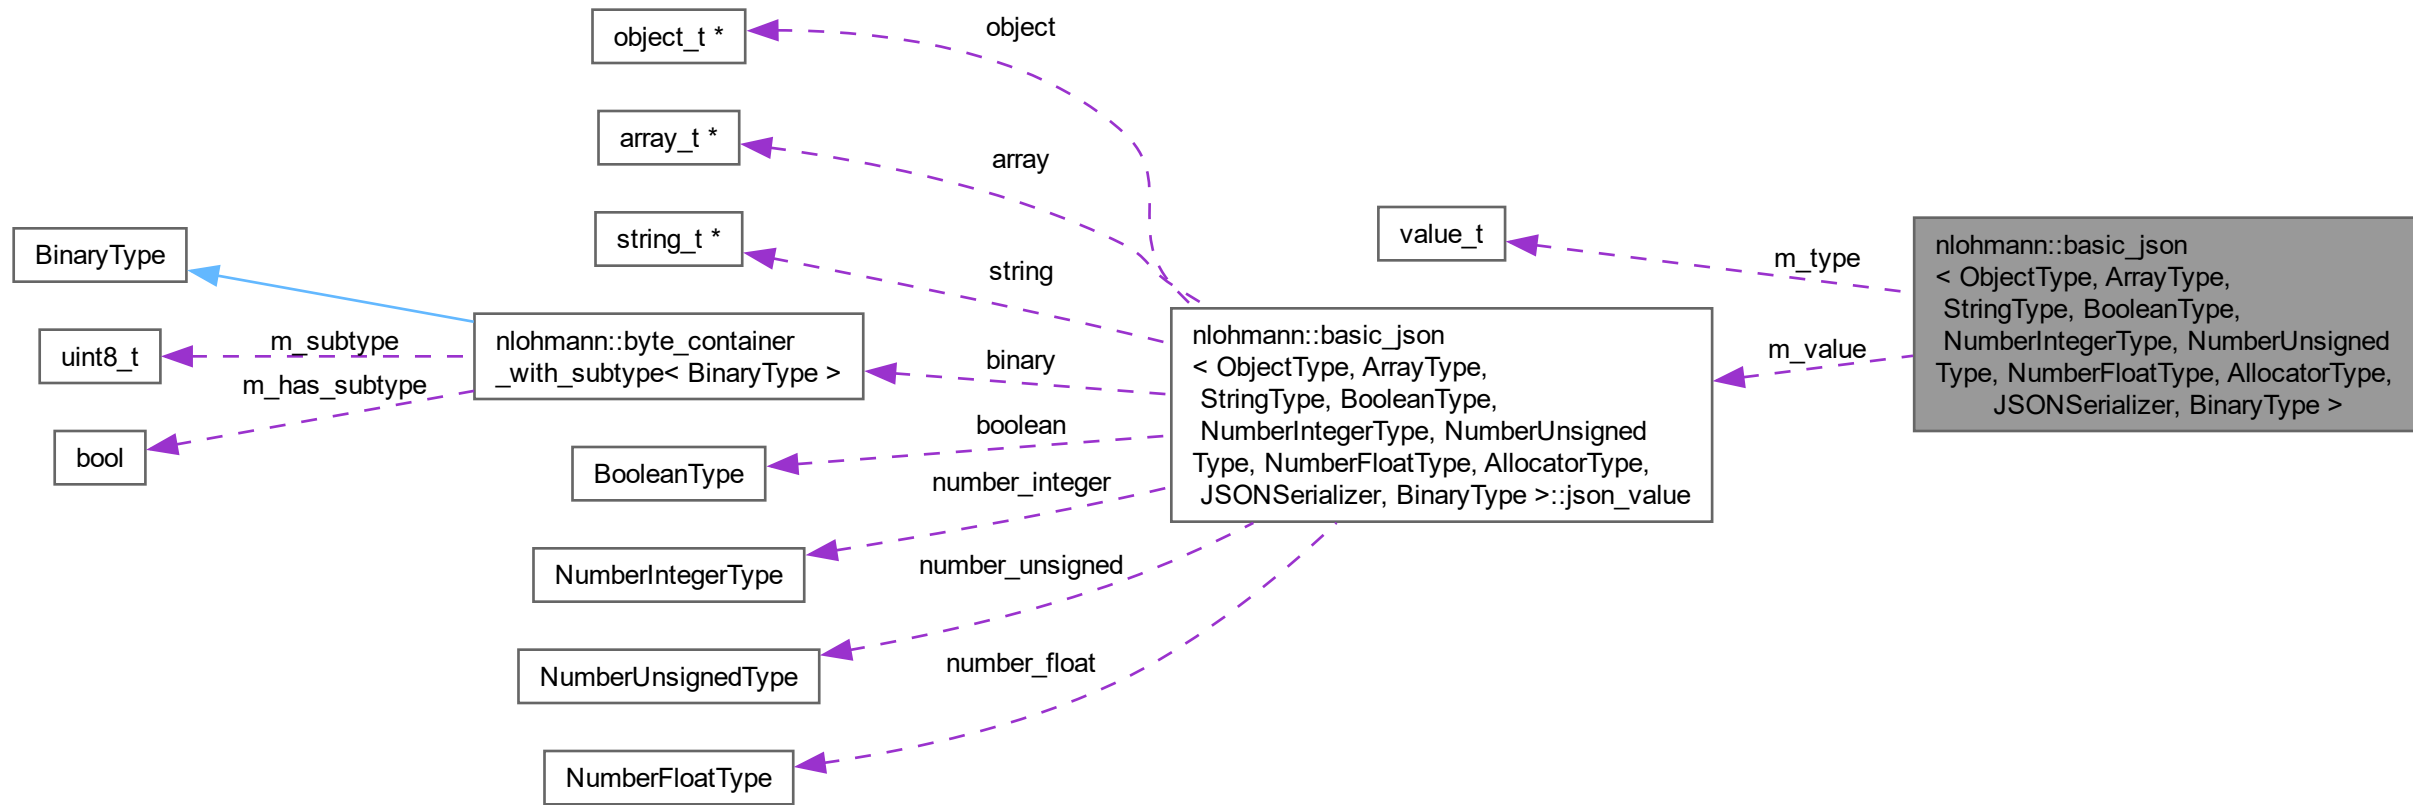 object_t *
object
array_t *
array
string_t *
string
BinaryType
uint8_t
m_subtype
bool
m_has_subtype
nlohmann::byte_container
_with_subtype< BinaryType >
binary
BooleanType
boolean
NumberIntegerType
number_integer
NumberUnsignedType
number_unsigned
NumberFloatType
number_float
nlohmann::basic_json
< ObjectType, ArrayType,
StringType, BooleanType,
NumberIntegerType, NumberUnsigned
Type, NumberFloatType, AllocatorType,
JSONSerializer, BinaryType >::json_value
value_t
m_type
m_value
nlohmann::basic_json
< ObjectType, ArrayType,
StringType, BooleanType,
NumberIntegerType, NumberUnsigned
Type, NumberFloatType, AllocatorType,
JSONSerializer, BinaryType >